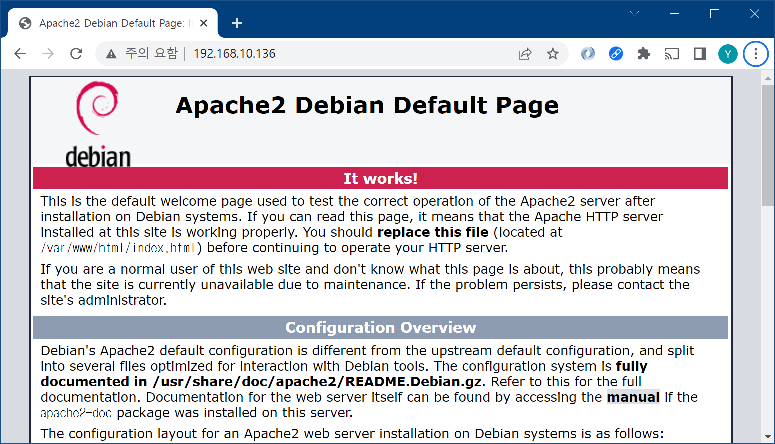 Apache2 Debian Default Page: I
주의 요함
192.168.10.136
Y
debian
Apache2 Debian Default Page
It works!
This is the default welcome page used to test the correct operation of the Apache2 server after
installation on Debian systems. If you can read this page, it means that the Apache HTTP server
installed at this site is working properly. You should replace this file (located at
/var/www/html/index.html) before continuing to operate your HTTP server.
If you are a normal user of this web site and don't know what this page is about, this probably means
that the site is currently unavailable due to maintenance. If the problem persists, please contact the
site's administrator.
Configuration Overview
Debian's Apache2 default configuration is different from the upstream default configuration, and split
into several files optimized for interaction with Debian tools. The configuration system is fully
documented in /usr/share/doc/apache2/README.Debian.gz. Refer to this for the full
documentation. Documentation for the web server itself can be found by accessing the manual if the
apache2-doc package was installed on this server.
The configuration layout for an Apache2 web server installation on Debian systems is as follows: